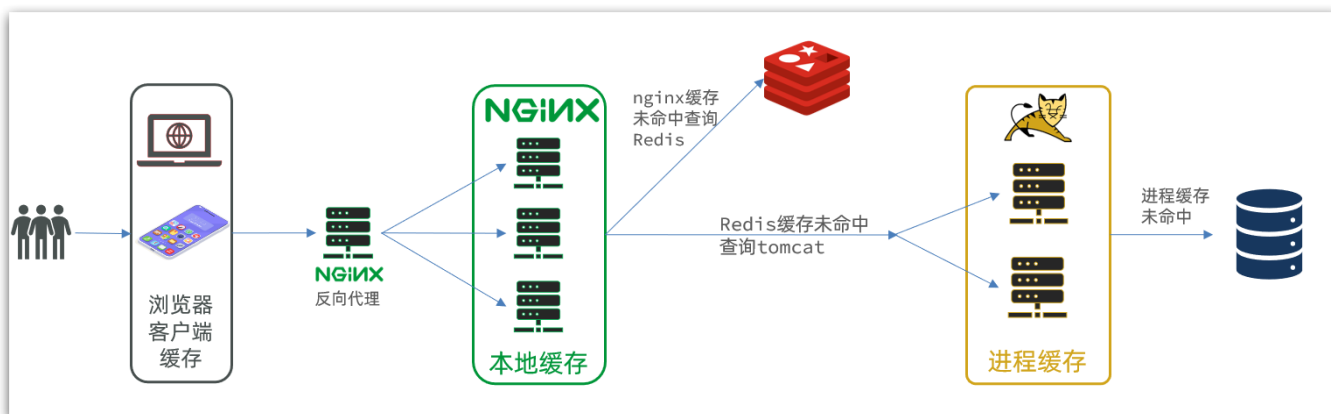 浏览器
客户端
缓存
NGINX
反向代理
NGINX
本地缓存
nginx缓存
未命中查询
Redis
Redis缓存未命中
查询tomcat
进程缓存
进程缓存
未命中